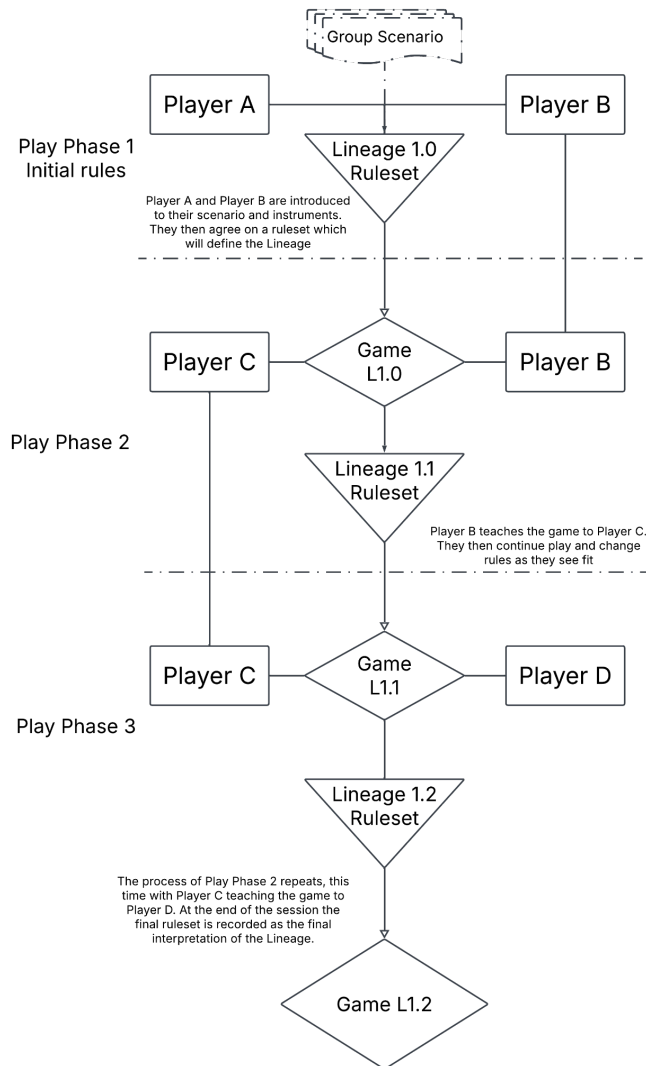 Group Scenario
Player A
Player B
Play Phase 1
Initial rules
Lineage 1.0
Ruleset
Player A and Player B are introduced
to their scenario and instruments.
They then agree on a ruleset which
will define the Lineage
Player C
Game
L1.0
Player B
Play Phase 2
Lineage 1.1
Ruleset
Player B teaches the game to Player C.
They then continue play and change
rules as they see fit
Player C
Game
L1.1
Player D
Play Phase 3
Lineage 1.2
Ruleset
The process of Play Phase 2 repeats, this
time with Player C teaching the game to
Player D. At the end of the session the
final ruleset is recorded as the final
interpretation of the Lineage.
Game L1.2